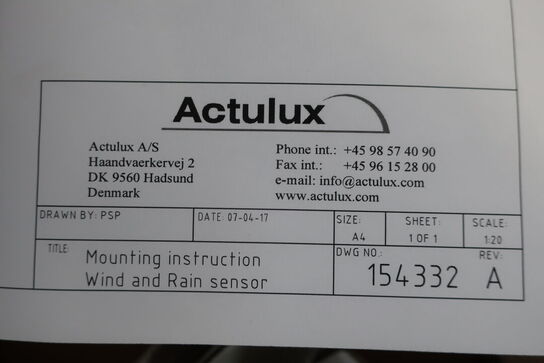 Actulux
Actulux A/S
Haandvaerkervej 2
DK 9560 Hadsund
Denmark
Phone int.: +45 98 57 40 90
Fax int.: +45 96 15 28 00
e-mail: info@actulux.com
www.actulux.com
DRAWN BY: PSP
DATE: 07-04-17
SIZE:
A4
SHEET:
1 OF 1
SCALE:
1:20
TITLE:
Mounting instruction
Wind and Rain sensor
DWG NO.:
154332
REV.:
A